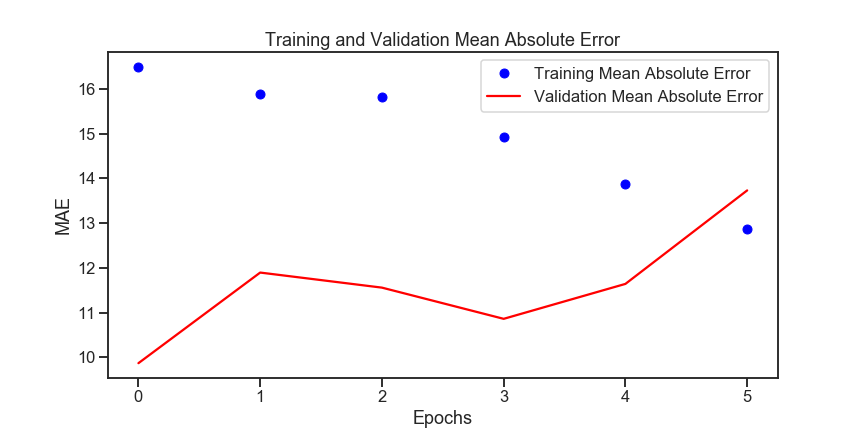 Training and Validation Mean Absolute Error
Training Mean Absolute Error
Validation Mean Absolute Error
MAE
16
15
14
13
12
11
10
0 1 2 3 4 5
Epochs